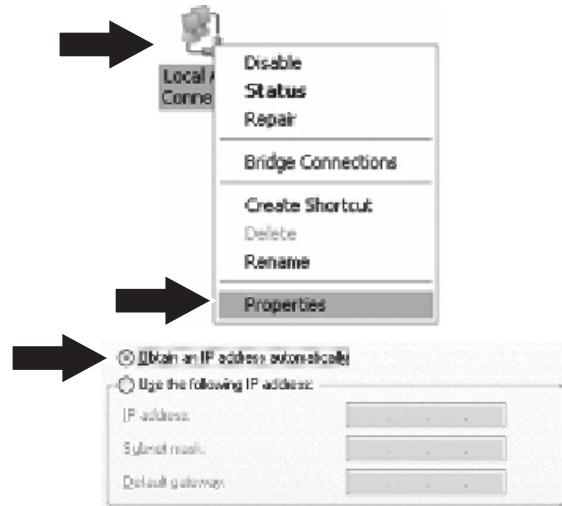 Local A
Conne
Disable
Status
Repair
Bridge Connections
Create Shortcut
Delete
Rename
Properties
Obtain an IP address automatically
Use the following IP address:
IP address:
Subnet mask:
Default gateway: